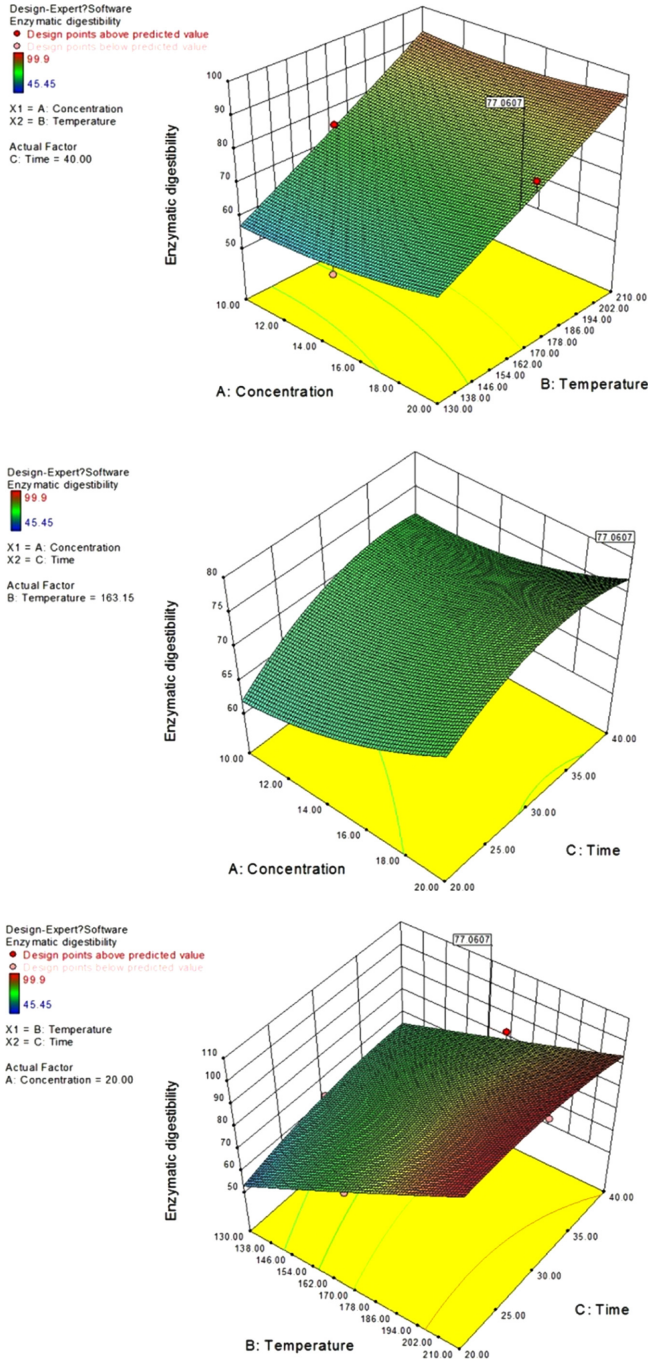 Design-Expert?Software
Enzymatic digestibility
Design points above predicted value
Design points below predicted value
99.9
45.45
X1 = A: Concentration
X2 = B: Temperature
Actual Factor
C: Time = 40.00
77.0607
100
90
80
70
60
50
Enzymatic digestibility
10.00
12.00
14.00
16.00
18.00
20.00
A: Concentration
130.00
138.00
146.00
154.00
162.00
170.00
178.00
186.00
194.00
202.00
210.00
B: Temperature
Design-Expert?Software
Enzymatic digestibility
99.9
45.45
X1 = A: Concentration
X2 = C: Time
Actual Factor
B: Temperature = 163.15
77.0607
80
75
70
65
60
Enzymatic digestibility
10.00
12.00
14.00
16.00
18.00
20.00
A: Concentration
20.00
25.00
30.00
35.00
40.00
C: Time
Design-Expert?Software
Enzymatic digestibility
Design points above predicted value
Design points below predicted value
99.9
45.45
X1 = B: Temperature
X2 = C: Time
Actual Factor
A: Concentration = 20.00
77.0607
110
100
90
80
70
60
50
Enzymatic digestibility
130.00
138.00
146.00
154.00
162.00
170.00
178.00
186.00
194.00
202.00
210.00
B: Temperature
20.00
25.00
30.00
35.00
40.00
C: Time